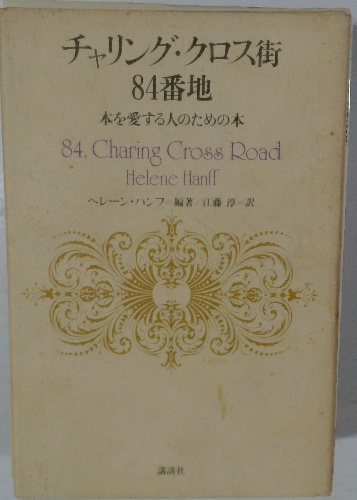 チャリング・クロス街
84番地
本を愛する人のための本
84, Charing Cross Road
Helene Hanff
ヘレーン・ハンフ=編著/江藤 淳=訳
講談社